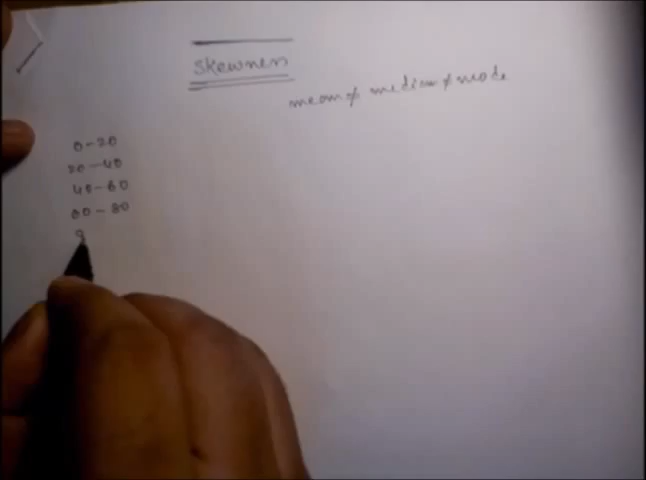 Skewness
mean ≠ median ≠ mode
0-20
20-40
40-60
60-80